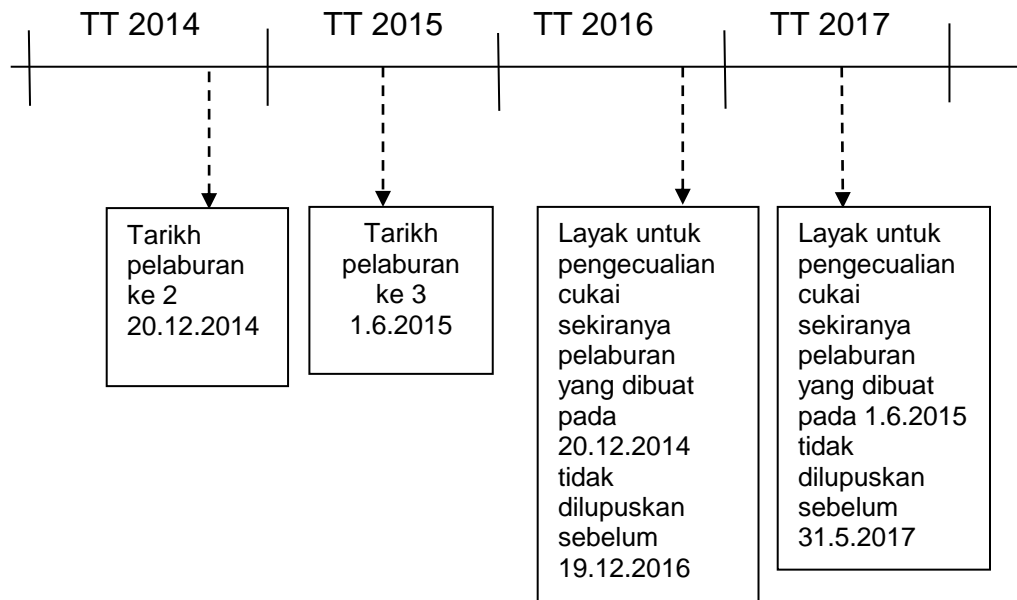 TT 2014 TT 2015 TT 2016 TT 2017
Tarikh
pelaburan
ke 2
20.12.2014
Tarikh
pelaburan
ke 3
1.6.2015
Layak untuk
pengecualian
cukai
sekiranya
pelaburan
yang dibuat
pada
20.12.2014
tidak
dilupuskan
sebelum
19.12.2016
Layak untuk
pengecualian
cukai
sekiranya
pelaburan
yang dibuat
pada 1.6.2015
tidak
dilupuskan
sebelum
31.5.2017